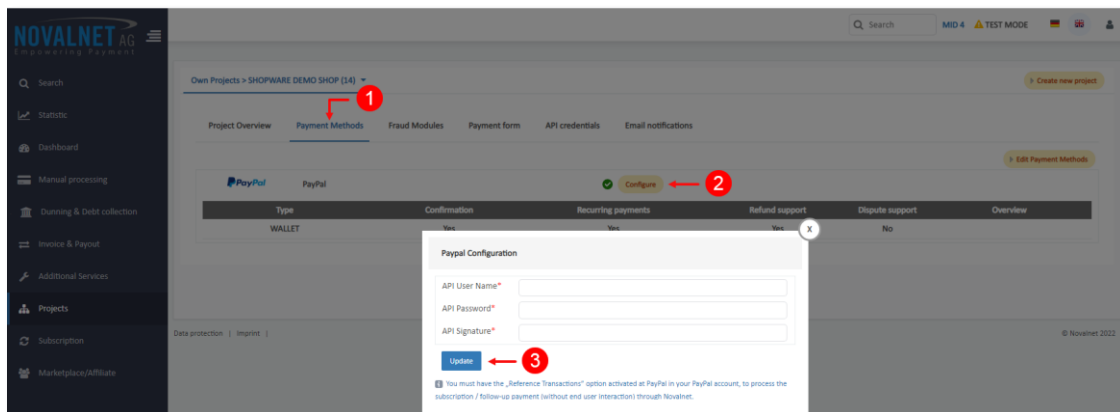 NOVALNET AG
Empowering Payment
Search
MID 4
TEST MODE
Search
Statistic
Dashboard
Manual processing
Dunning & Debt collection
Invoice & Payout
Additional Services
Projects
Subscription
Marketplace/Affiliate
Own Projects > SHOPWARE DEMO SHOP (14)
> Create new project
1
Project Overview Payment Methods Fraud Modules Payment form API credentials Email notifications
> Edit Payment Methods
PayPal PayPal Configure 2
Type Confirmation Recurring payments Refund support Dispute support Overview
WALLET Yes Yes Yes No
X
Paypal Configuration
API User Name*
API Password*
API Signature*
Update 3
You must have the „Reference Transactions" option activated at PayPal in your PayPal account, to process the
subscription / follow-up payment (without end user interaction) through Novalnet.
Data protection | Imprint |
© Novalnet 2022